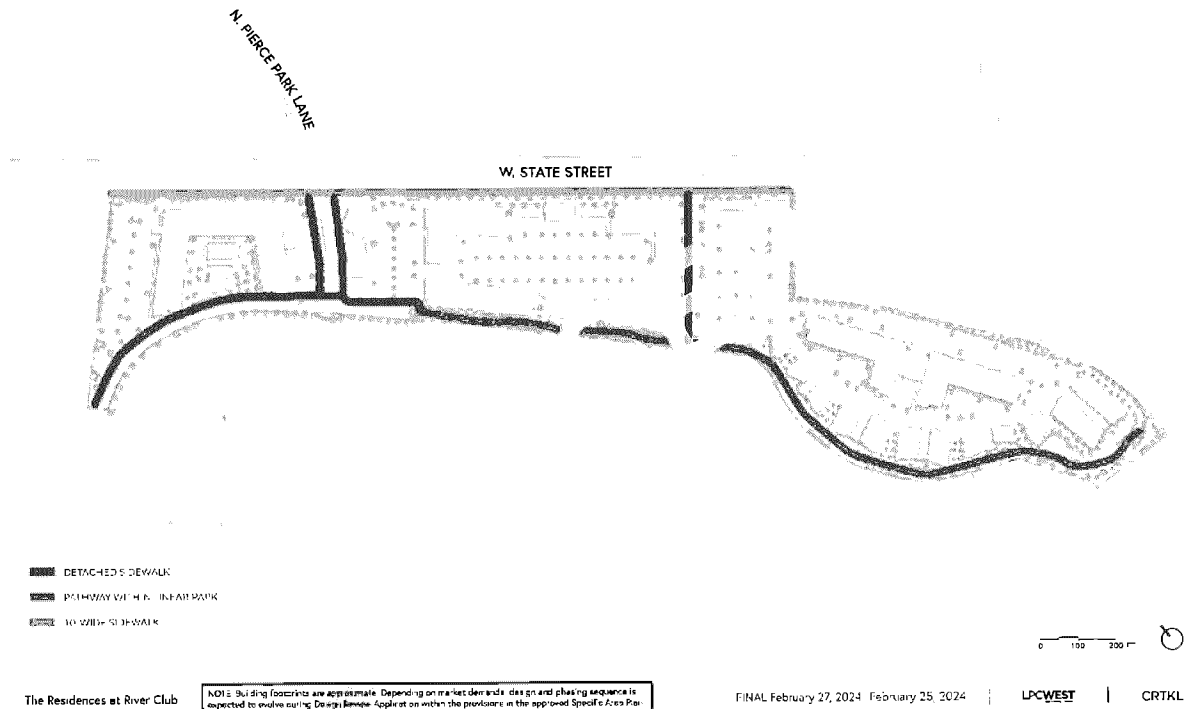 N. PIERCE PARK LANE
W. STATE STREET
DETACHED SIDEWALK
PATHWAY WITHIN LINEAR PARK
10' WIDE SIDEWALK
0 100 200 FT
The Residences at River Club
NOTE: Building footprints are approximate. Depending on market demands, design and phasing sequence is
expected to evolve during Design Review Application within the provisions in the approved Specific Area Plan.
FINAL February 27, 2024 February 25, 2024
LPCWEST
CRTKL